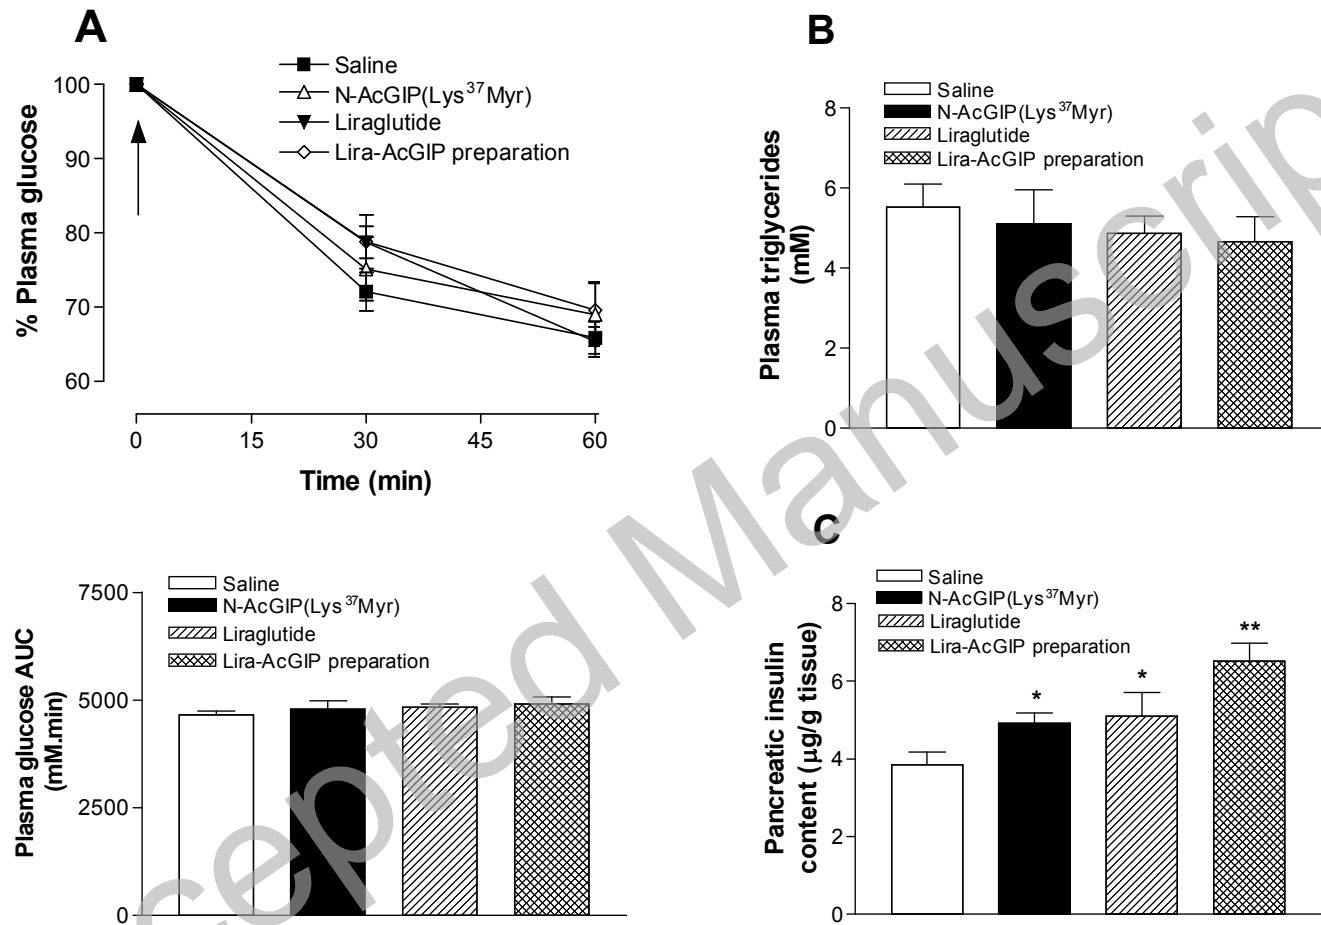 A
Saline
N-AcGIP(Lys³⁷Myr)
Liraglutide
Lira-AcGIP preparation
100
90
80
70
60
% Plasma glucose
0 15 30 45 60
Time (min)
B
Saline
N-AcGIP(Lys³⁷Myr)
Liraglutide
Lira-AcGIP preparation
8
6
4
2
0
Plasma triglycerides
(mM)
Saline
N-AcGIP(Lys³⁷Myr)
Liraglutide
Lira-AcGIP preparation
7500
5000
2500
0
Plasma glucose AUC
(mM.min)
C
Saline
N-AcGIP(Lys³⁷Myr)
Liraglutide
Lira-AcGIP preparation
8
6
4
2
0
* * **
Pancreatic insulin
content (µg/g tissue)
cepted Manuscrip